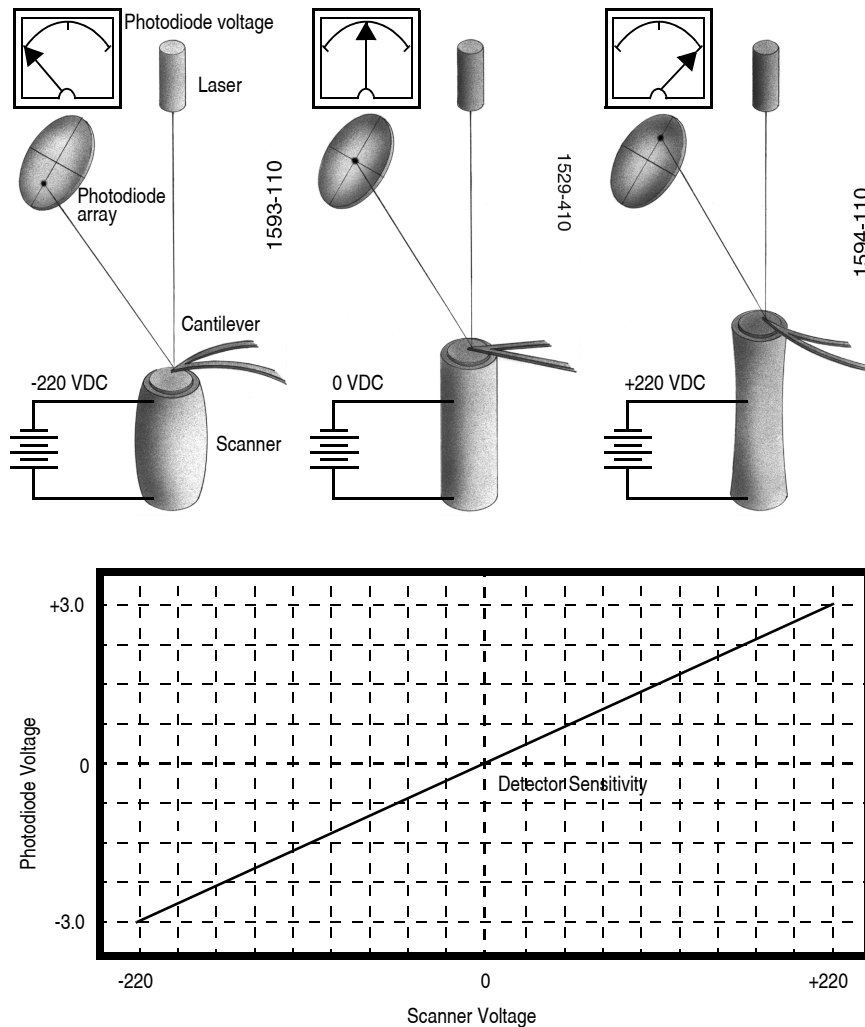 Photodiode voltage
Laser
Photodiode
array
1593-110
1529-410
1594-110
Cantilever
-220 VDC
0 VDC
+220 VDC
Scanner
+3.0
0
-3.0
Photodiode Voltage
Detector Sensitivity
-220
0
+220
Scanner Voltage